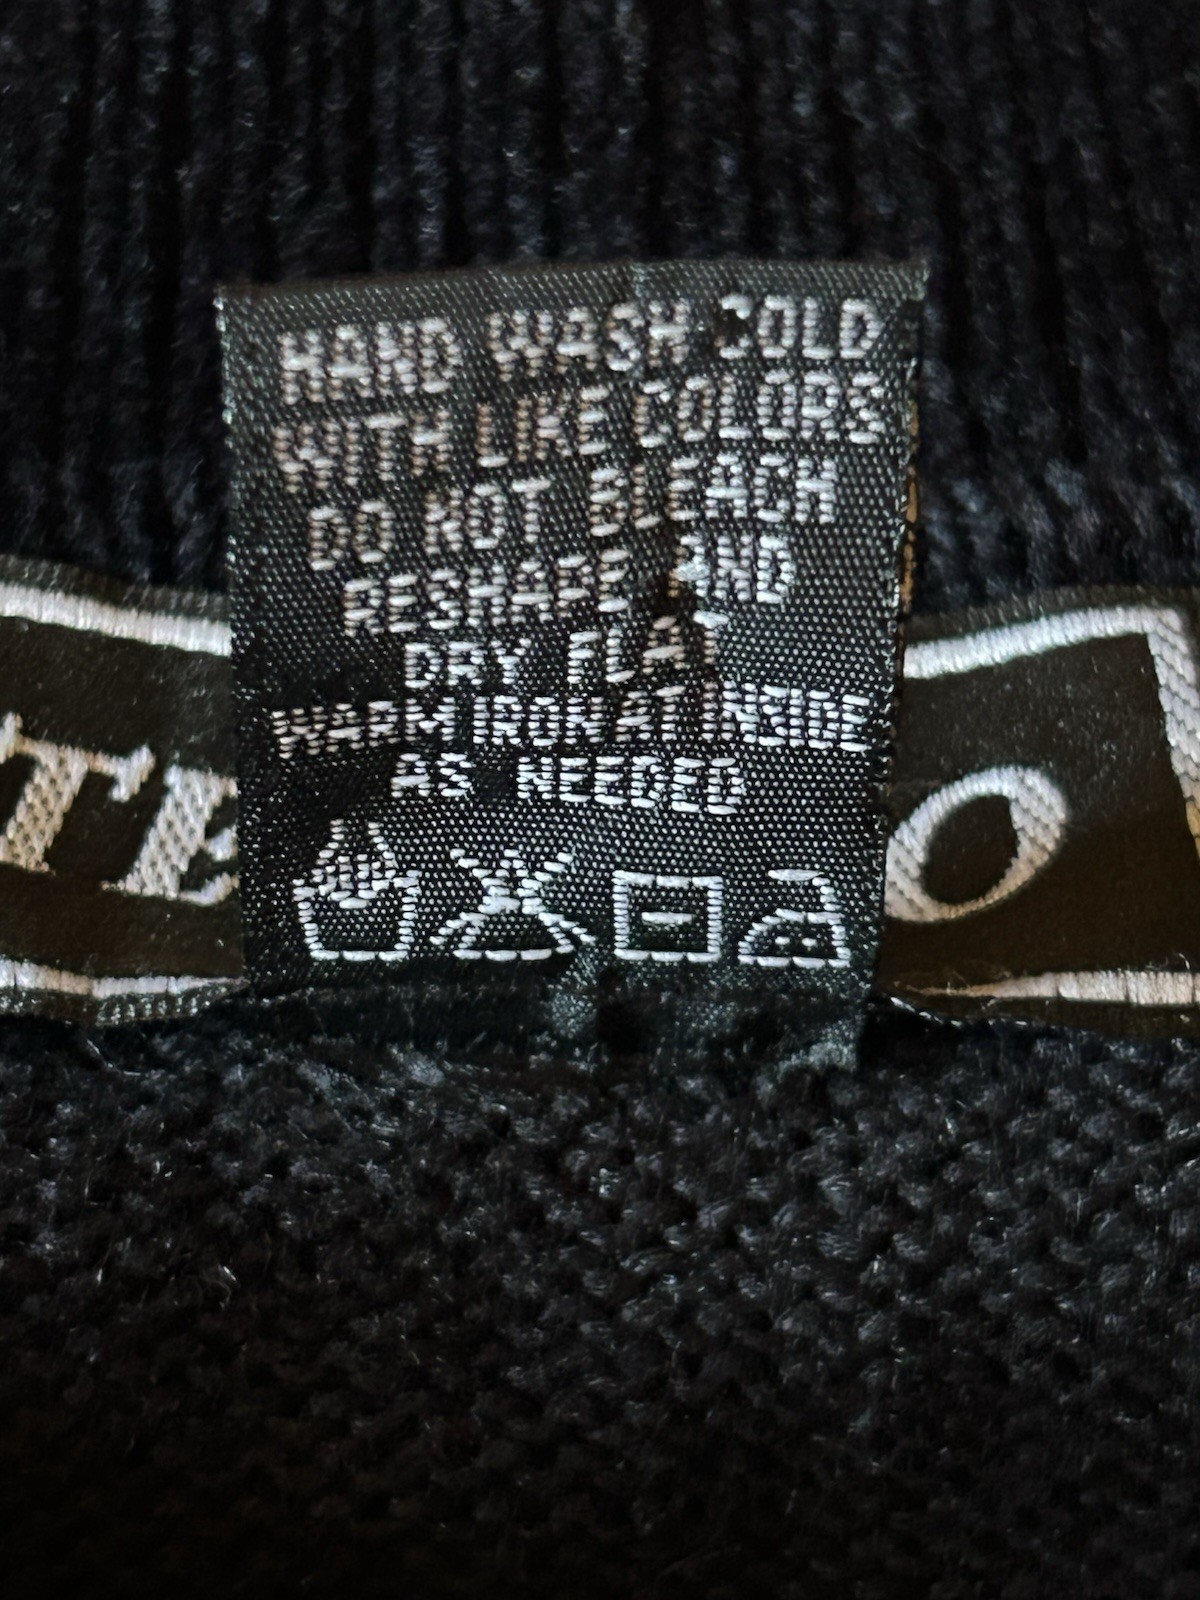 HAND WASH COLD
WITH LIKE COLORS
DO NOT BLEACH
RESHAPE AND
DRY FLAT
WARM IRON AT INSIDE
AS NEEDED
TE
O